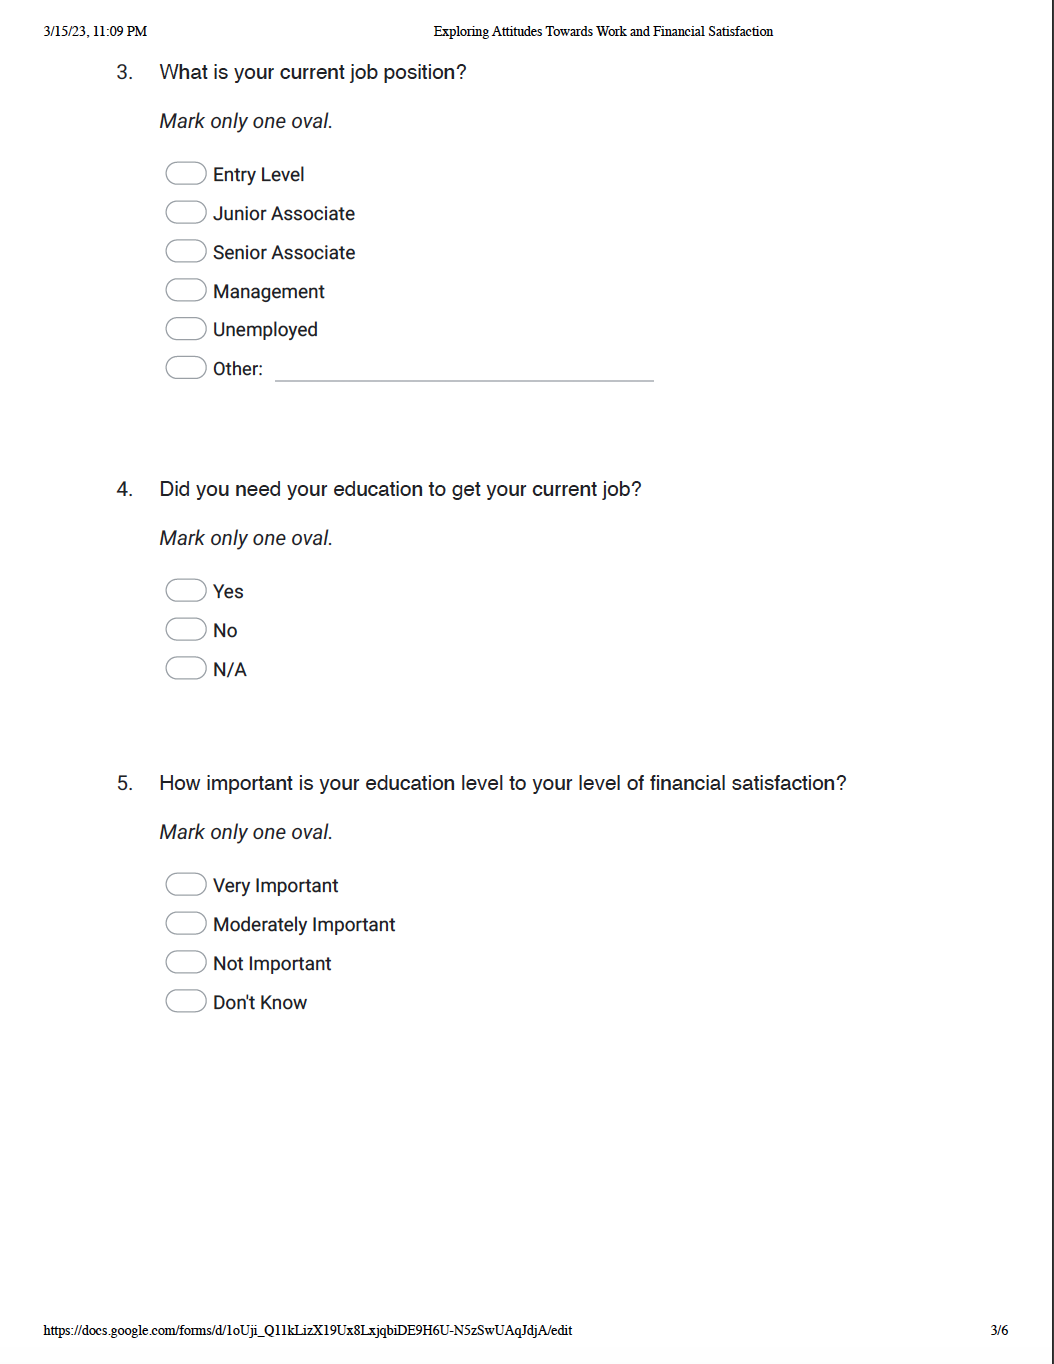 3/15/23, 11:09 PM
Exploring Attitudes Towards Work and Financial Satisfaction
3. What is your current job position?
Mark only one oval.
Entry Level
Junior Associate
Senior Associate
Management
Unemployed
Other:
4. Did you need your education to get your current job?
Mark only one oval.
Yes
No
N/A
5. How important is your education level to your level of financial satisfaction?
Mark only one oval.
Very Important
Moderately Important
Not Important
Don't Know
https://docs.google.com/forms/d/1oUji_Q11kLizX19Ux8LxjqbiDE9H6U-N5zSwUAqJdjA/edit
3/6